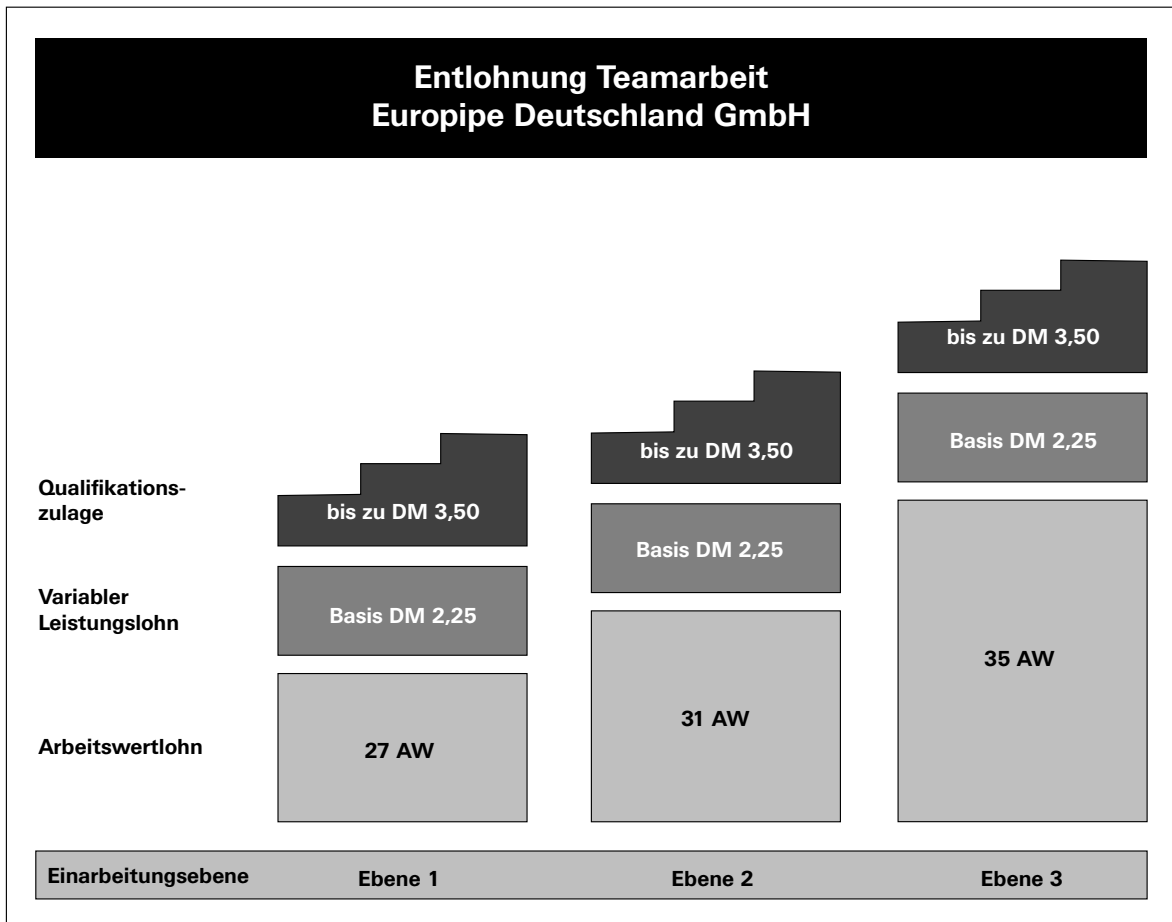 Entlohnung Teamarbeit
Europipe Deutschland GmbH
Qualifikations-
zulage
bis zu DM 3,50
bis zu DM 3,50
bis zu DM 3,50
Variabler
Leistungslohn
Basis DM 2,25
Basis DM 2,25
Basis DM 2,25
Arbeitswertlohn
27 AW
31 AW
35 AW
Einarbeitungsebene
Ebene 1
Ebene 2
Ebene 3